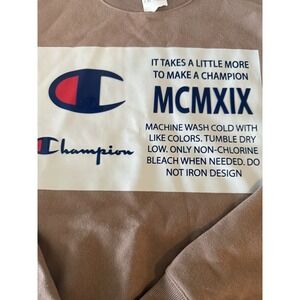 IT TAKES A LITTLE MORE
TO MAKE A CHAMPION
MCMXIX
Champion
MACHINE WASH COLD WITH
LIKE COLORS. TUMBLE DRY
LOW. ONLY NON-CHLORINE
BLEACH WHEN NEEDED. DO
NOT IRON DESIGN